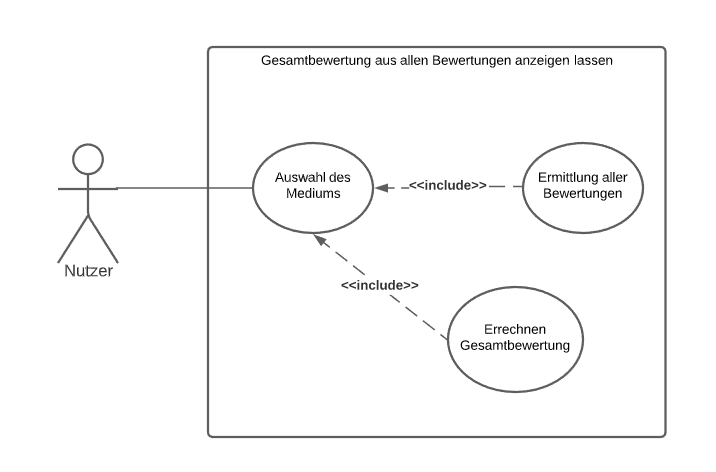 Gesamtbewertung aus allen Bewertungen anzeigen lassen
Auswahl des
Mediums
<<include>>
Ermittlung aller
Bewertungen
Nutzer
<<include>>
Errechnen
Gesamtbewertung